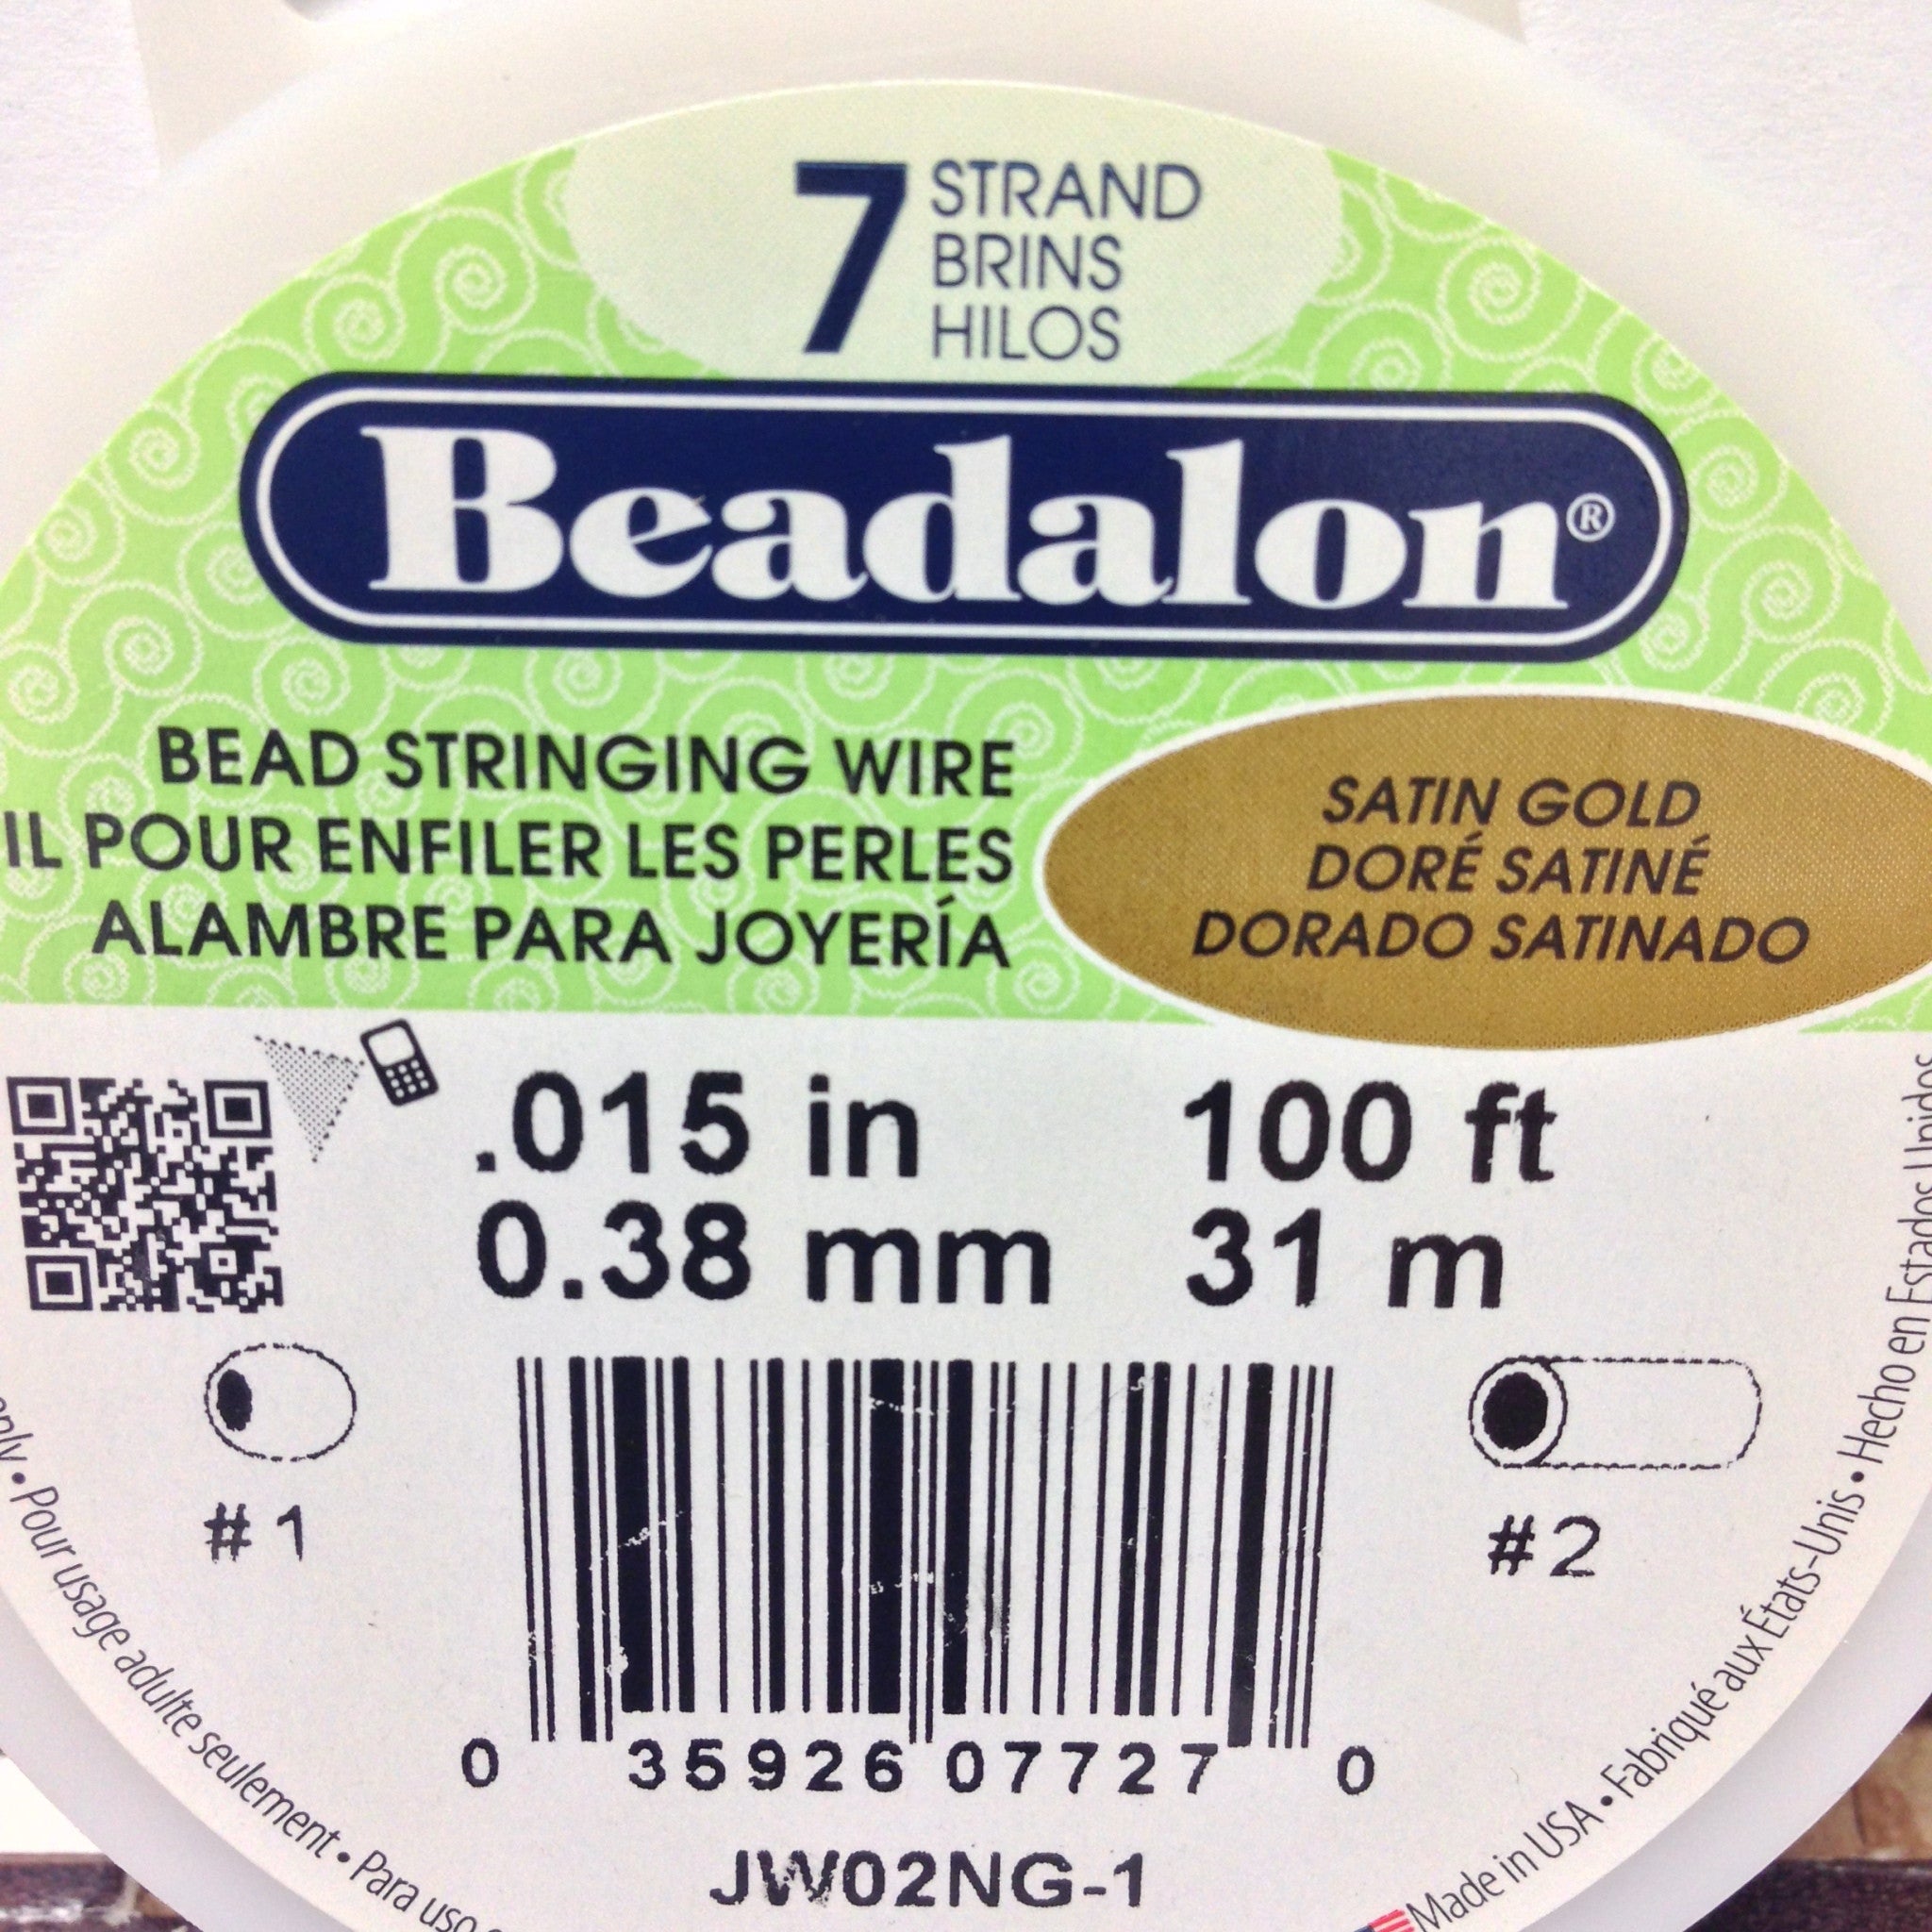 7 STRAND
BRINS
HILOS
Beadalon®
BEAD STRINGING WIRE
IL POUR ENFILER LES PERLES
ALAMBRE PARA JOYERÍA
SATIN GOLD
DORÉ SATINÉ
DORADO SATINADO
.015 in
0.38 mm
100 ft
31 m
#1
#2
0 35926 07727 0
JW02NG-1
• Pour usage adulte seulement • Para uso
Made in USA • Fabriqué aux États-Unis • Hecho en Estados Unidos